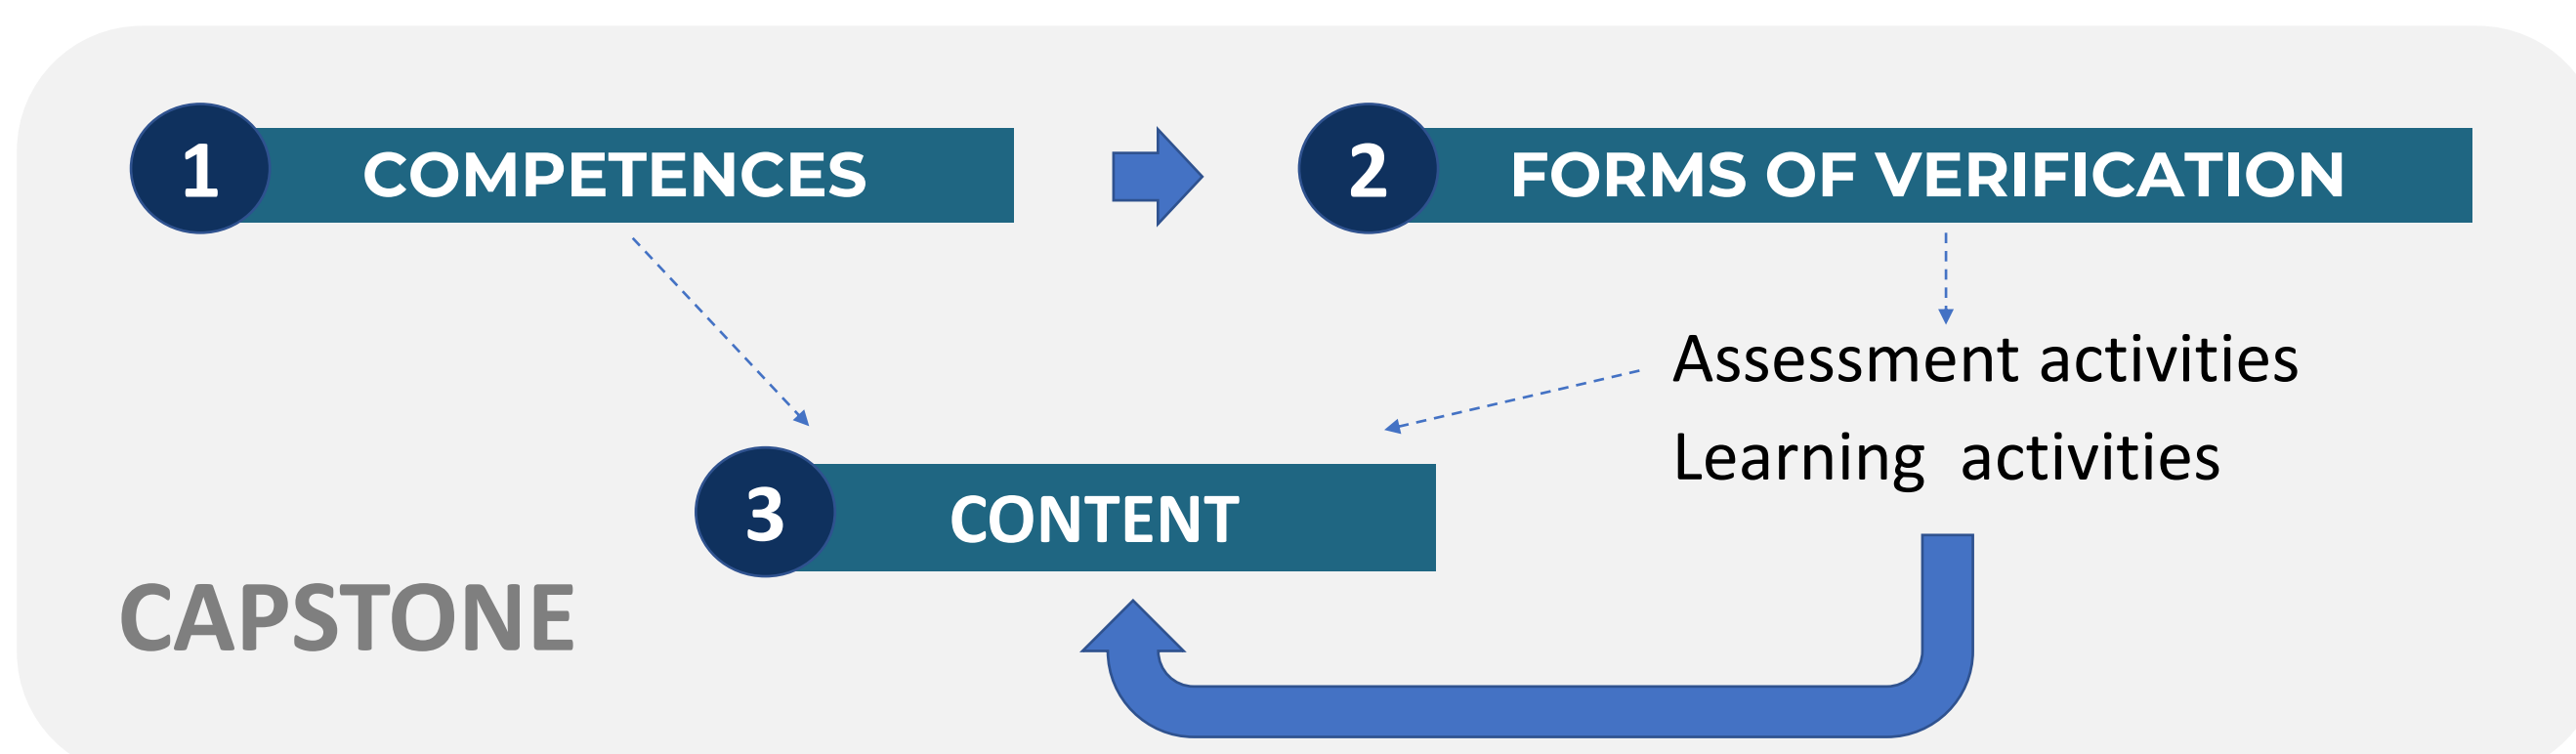 1 COMPETENCES
2 FORMS OF VERIFICATION
Assessment activities
Learning activities
3 CONTENT
CAPSTONE